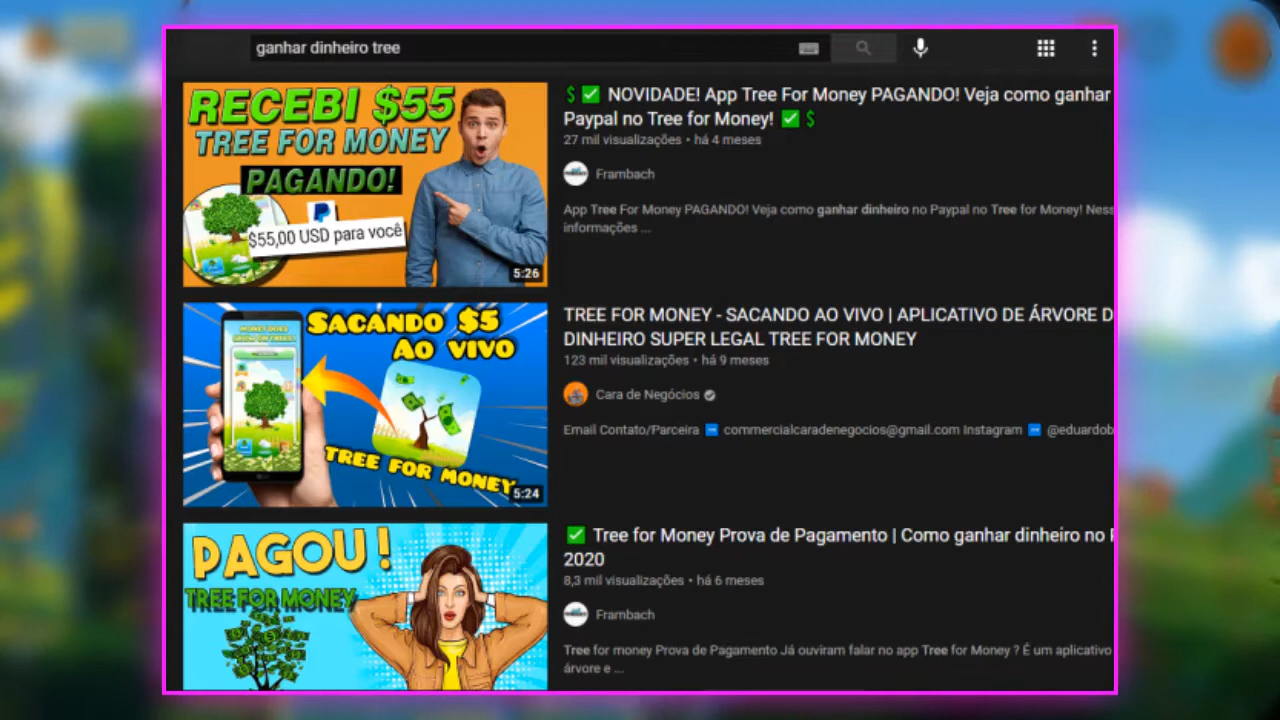 ganhar dinheiro tree
RECEBI $55
TREE FOR MONEY
PAGANDO!
$55,00 USD para você
5:26
$ ✅ NOVIDADE! App Tree For Money PAGANDO! Veja como ganhar
Paypal no Tree for Money! ✅ $
27 mil visualizações • há 4 meses
Frambach
App Tree For Money PAGANDO! Veja como ganhar dinheiro no Paypal no Tree for Money! Ness
informações ...
SACANDO $5
AO VIVO
TREE FOR MONEY
5:24
TREE FOR MONEY - SACANDO AO VIVO | APLICATIVO DE ÁRVORE D
DINHEIRO SUPER LEGAL TREE FOR MONEY
123 mil visualizações • há 9 meses
Cara de Negócios
Email Contato/Parceira commercialcaradenegocios@gmail.com Instagram @eduardob
PAGOU!
TREE FOR MONEY
✅ Tree for Money Prova de Pagamento | Como ganhar dinheiro no
2020
8,3 mil visualizações • há 6 meses
Frambach
Tree for money Prova de Pagamento Já ouviram falar no app Tree for Money ? É um aplicativo
árvore e ...